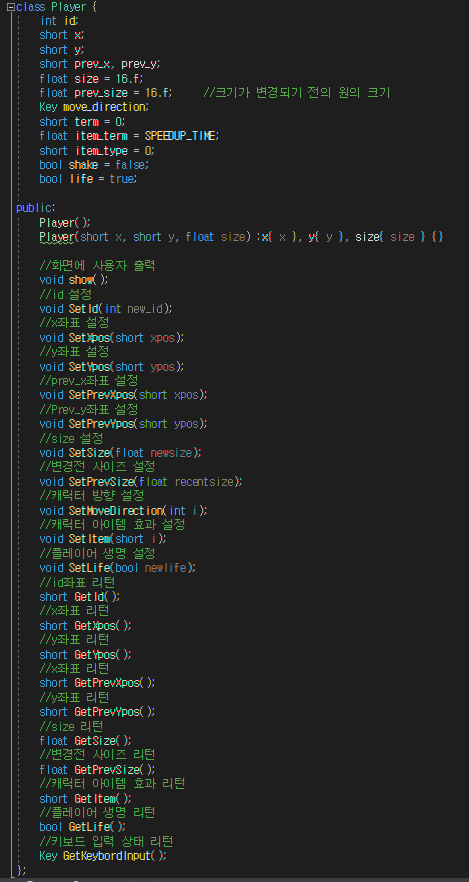 class Player {
int id;
short x;
short y;
short prev_x, prev_y;
float size = 16.f;
float prev_size = 16.f; //크기가 변경되기 전의 원의 크기
Key move_direction;
short term = 0;
float item_term = SPEEDUP_TIME;
short item_type = 0;
bool shake = false;
bool life = true;
public:
Player();
Player(short x, short y, float size) :x{ x }, y{ y }, size{ size } {}
//화면에 사용자 출력
void show();
//id 설정
void SetId(int new_id);
//x좌표 설정
void SetXpos(short xpos);
//y좌표 설정
void SetYpos(short ypos);
//prev_x좌표 설정
void SetPrevXpos(short xpos);
//Prev_y좌표 설정
void SetPrevYpos(short ypos);
//size 설정
void SetSize(float newsize);
//변경전 사이즈 설정
void SetPrevSize(float recentsize);
//캐릭터 방향 설정
void SetMoveDirection(int i);
//캐릭터 아이템 효과 설정
void SetItem(short i);
//플레이어 생명 설정
void SetLife(bool newlife);
//id좌표 리턴
short GetId();
//x좌표 리턴
short GetXpos();
//y좌표 리턴
short GetYpos();
//x좌표 리턴
short GetPrevXpos();
//y좌표 리턴
short GetPrevYpos();
//size 리턴
float GetSize();
//변경전 사이즈 리턴
float GetPrevSize();
//캐릭터 아이템 효과 리턴
short GetItem();
//플레이어 생명 리턴
bool GetLife();
//키보드 입력 상태 리턴
Key GetKeybordInput();
};